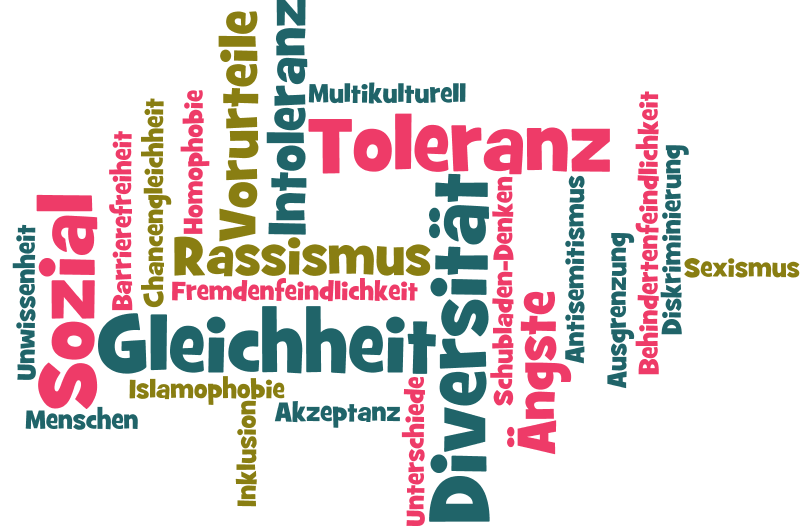 Vorurteile
Intoleranz
Multikulturell
Toleranz
Homophobie
Chancengleichheit
Barrierefreiheit
Sozial
Unwissenheit
Rassismus
Fremdenfeindlichkeit
Gleichheit
Islamophobie
Menschen
Inklusion
Akzeptanz
Unterschiede
Diversität
Schubladen-Denken
Ängste
Antisemitismus
Ausgrenzung
Behindertenfeindlichkeit
Diskriminierung
Sexismus